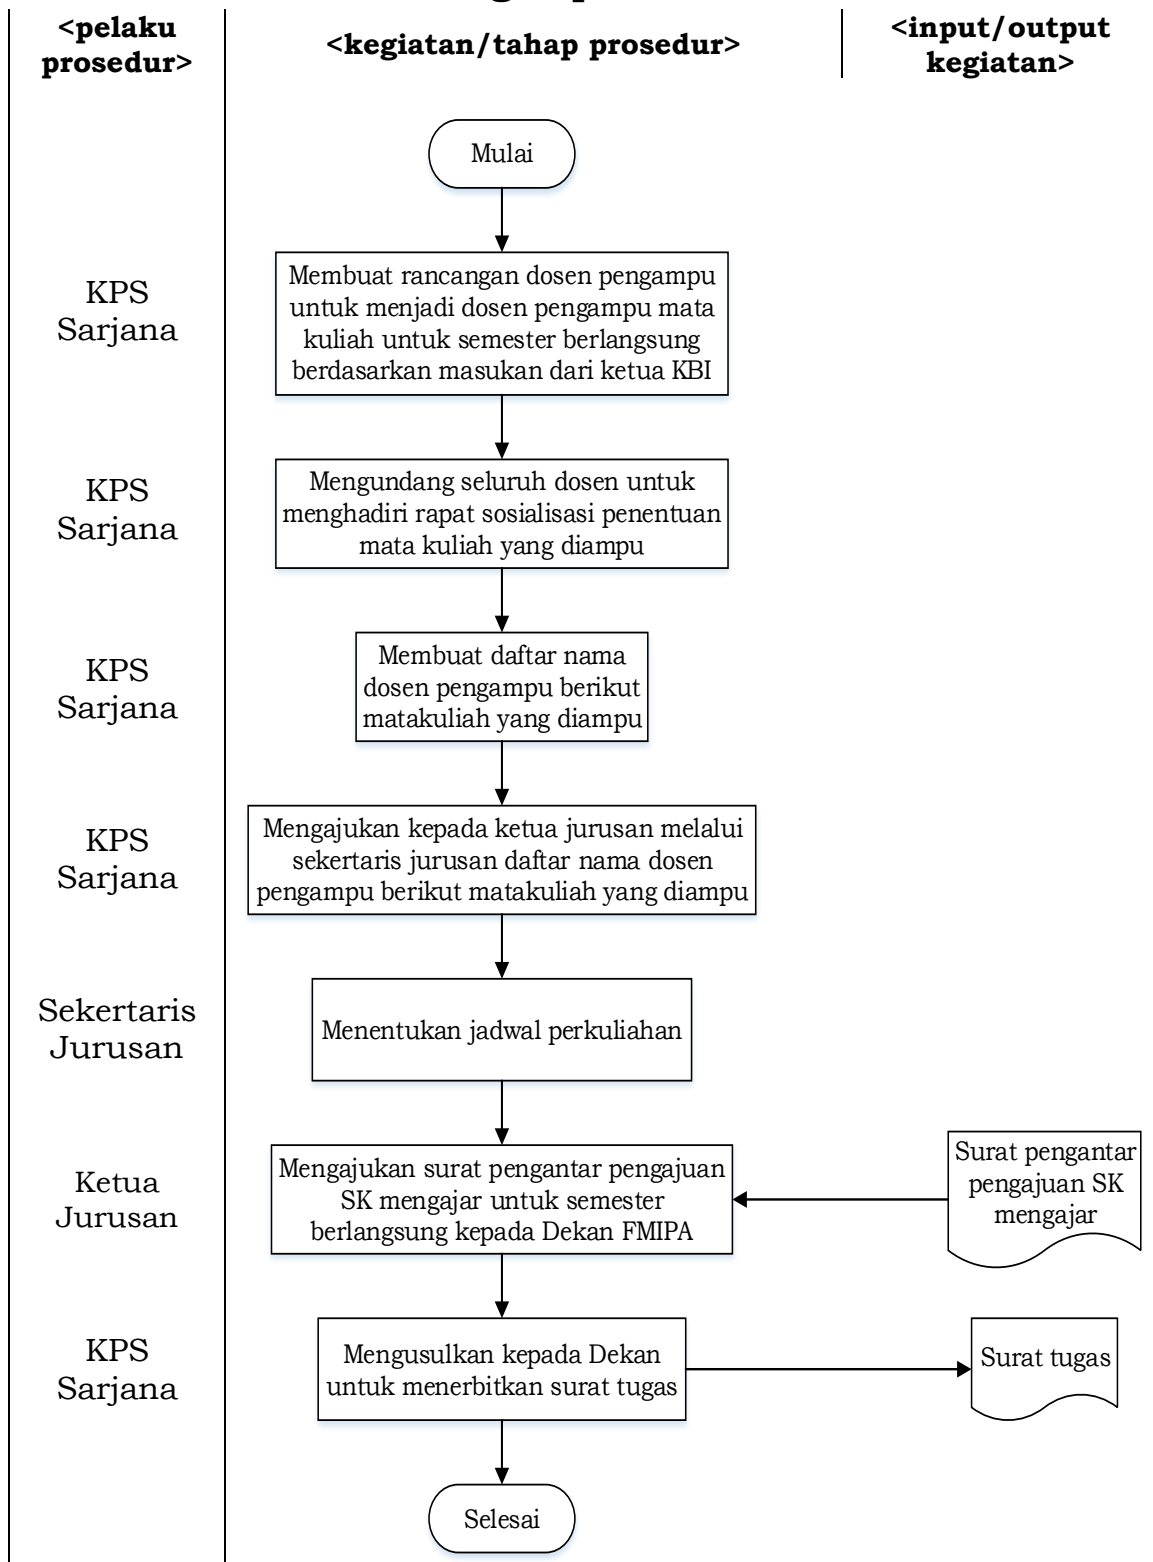 <pelaku
prosedur>
<kegiatan/tahap prosedur>
<input/output
kegiatan>
Mulai
KPS
Sarjana
Membuat rancangan dosen pengampu
untuk menjadi dosen pengampu mata
kuliah untuk semester berlangsung
berdasarkan masukan dari ketua KBI
KPS
Sarjana
Mengundang seluruh dosen untuk
menghadiri rapat sosialisasi penentuan
mata kuliah yang diampu
KPS
Sarjana
Membuat daftar nama
dosen pengampu berikut
matakuliah yang diampu
KPS
Sarjana
Mengajukan kepada ketua jurusan melalui
sekertaris jurusan daftar nama dosen
pengampu berikut matakuliah yang diampu
Sekertaris
Jurusan
Menentukan jadwal perkuliahan
Ketua
Jurusan
Mengajukan surat pengantar pengajuan
SK mengajar untuk semester
berlangsung kepada Dekan FMIPA
Surat pengantar
pengajuan SK
mengajar
KPS
Sarjana
Mengusulkan kepada Dekan
untuk menerbitkan surat tugas
Surat tugas
Selesai